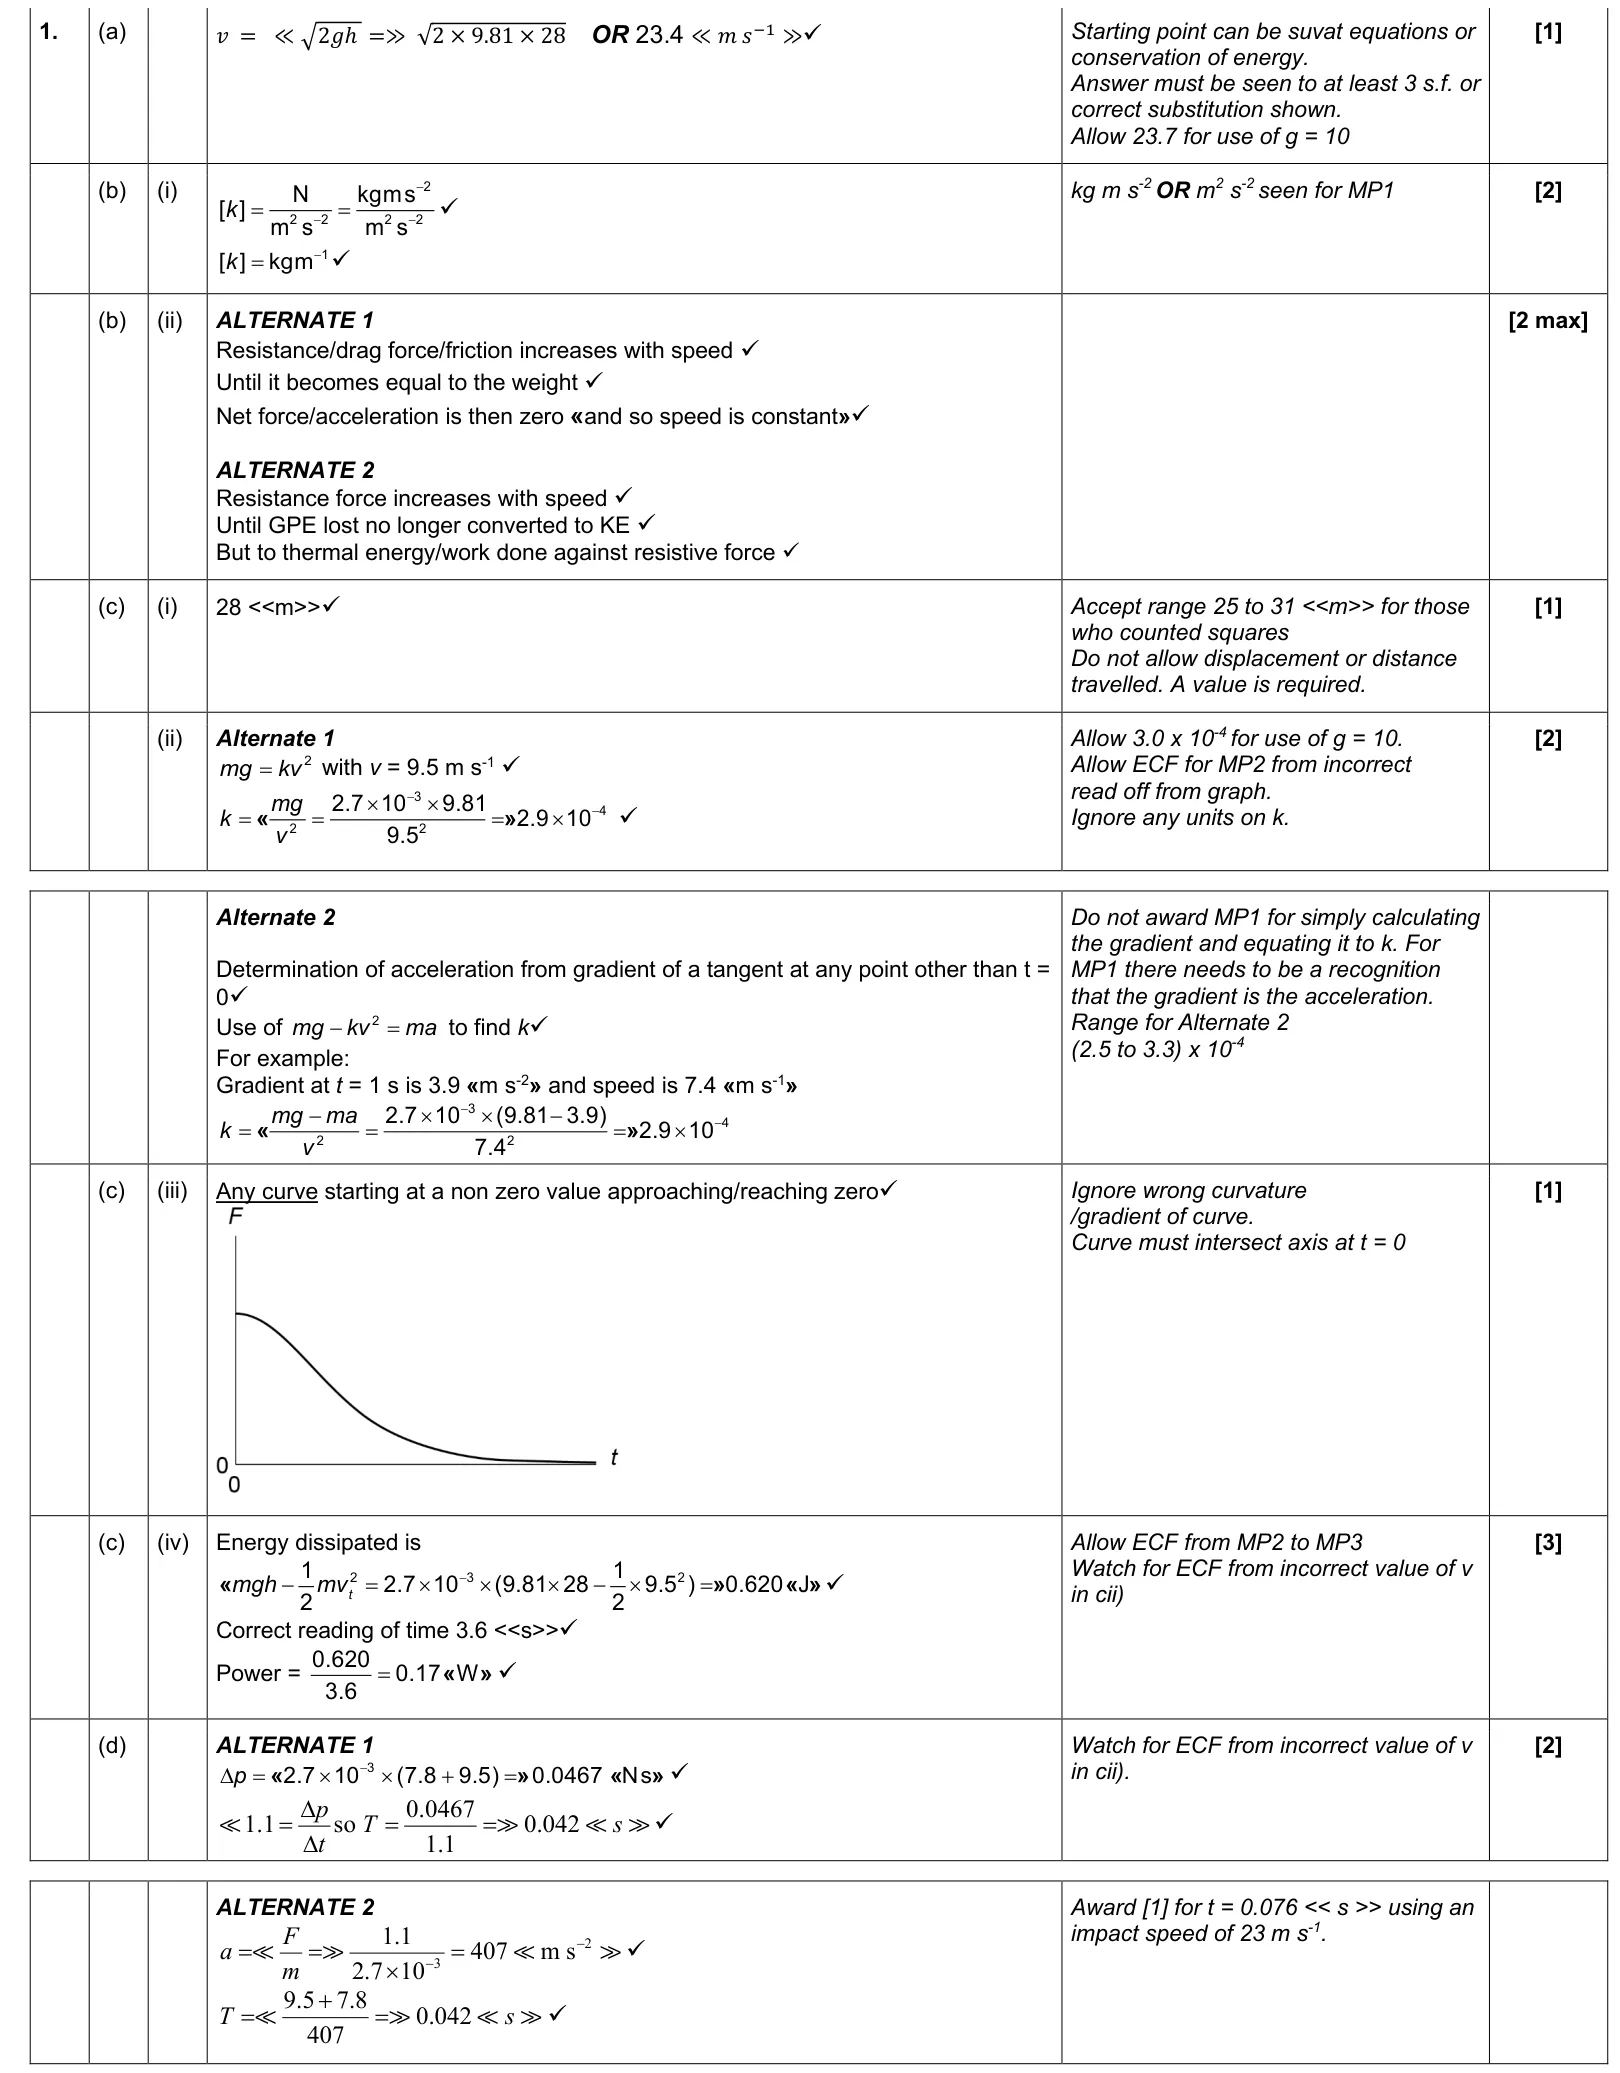 1. (a) v = ≪ √2gh =≫ √2 × 9.81 × 28 OR 23.4 ≪ m s⁻¹ ≫✓ Starting point can be suvat equations or [1]
conservation of energy.
Answer must be seen to at least 3 s.f. or
correct substitution shown.
Allow 23.7 for use of g = 10
(b) (i) [k] = N / m² s⁻² = kg m s⁻² / m² s⁻² ✓ kg m s⁻² OR m² s⁻² seen for MP1 [2]
[k] = kg m⁻¹ ✓
(b) (ii) ALTERNATE 1 [2 max]
Resistance/drag force/friction increases with speed ✓
Until it becomes equal to the weight ✓
Net force/acceleration is then zero «and so speed is constant»✓
ALTERNATE 2
Resistance force increases with speed ✓
Until GPE lost no longer converted to KE ✓
But to thermal energy/work done against resistive force ✓
(c) (i) 28 <<m>>✓ Accept range 25 to 31 <<m>> for those [1]
who counted squares
Do not allow displacement or distance
travelled. A value is required.
(ii) Alternate 1 Allow 3.0 x 10⁻⁴ for use of g = 10. [2]
mg = kv² with v = 9.5 m s⁻¹ ✓ Allow ECF for MP2 from incorrect
read off from graph.
k = « mg / v² = 2.7 × 10⁻³ × 9.81 / 9.5² =» 2.9 × 10⁻⁴ ✓ Ignore any units on k.
Alternate 2 Do not award MP1 for simply calculating
the gradient and equating it to k. For
Determination of acceleration from gradient of a tangent at any point other than t = MP1 there needs to be a recognition
0✓ that the gradient is the acceleration.
Use of mg − kv² = ma to find k✓ Range for Alternate 2
For example: (2.5 to 3.3) x 10⁻⁴
Gradient at t = 1 s is 3.9 «m s⁻²» and speed is 7.4 «m s⁻¹»
k = « mg − ma / v² = 2.7 × 10⁻³ × (9.81 − 3.9) / 7.4² =» 2.9 × 10⁻⁴
(c) (iii) Any curve starting at a non zero value approaching/reaching zero✓ Ignore wrong curvature [1]
F /gradient of curve.
Curve must intersect axis at t = 0
0 t
0
(c) (iv) Energy dissipated is Allow ECF from MP2 to MP3 [3]
«mgh − 1/2 mvₜ² = 2.7 × 10⁻³ × (9.81 × 28 − 1/2 × 9.5²) =» 0.620 «J» ✓ Watch for ECF from incorrect value of v
in cii)
Correct reading of time 3.6 <<s>>✓
Power = 0.620 / 3.6 = 0.17 «W» ✓
(d) ALTERNATE 1 Watch for ECF from incorrect value of v [2]
Δp = «2.7 × 10⁻³ × (7.8 + 9.5) =» 0.0467 «Ns» ✓ in cii).
≪ 1.1 = Δp / Δt so T = 0.0467 / 1.1 =≫ 0.042 ≪ s ≫ ✓
ALTERNATE 2 Award [1] for t = 0.076 << s >> using an
a =≪ F / m =≫ 1.1 / 2.7 × 10⁻³ = 407 ≪ m s⁻² ≫ ✓ impact speed of 23 m s⁻¹.
T =≪ 9.5 + 7.8 / 407 =≫ 0.042 ≪ s ≫ ✓